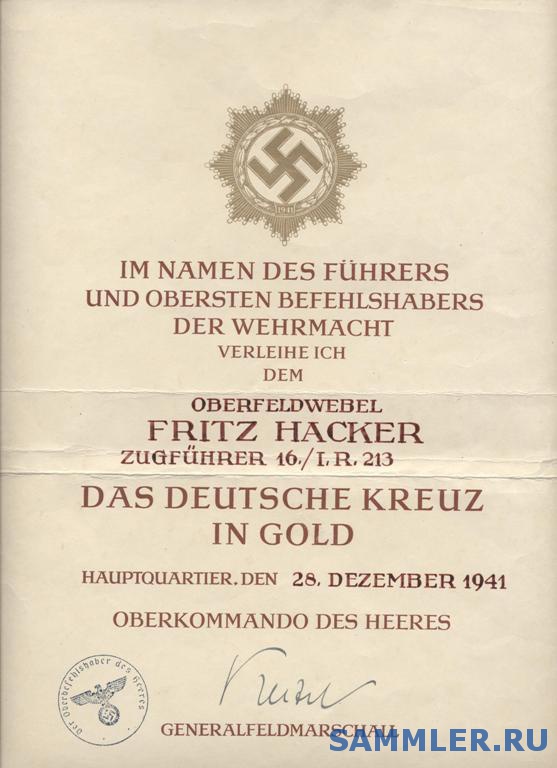 1941
IM NAMEN DES FÜHRERS
UND OBERSTEN BEFEHLSHABERS
DER WEHRMACHT
VERLEIHE ICH
DEM
OBERFELDWEBEL
FRITZ HACKER
ZUGFÜHRER 16./I.R. 213
DAS DEUTSCHE KREUZ
IN GOLD
HAUPTQUARTIER, DEN 28. DEZEMBER 1941
OBERKOMMANDO DES HEERES
Keitel
Der Oberbefehlshaber des Heeres
GENERALFELDMARSCHALL
SAMMLER.RU